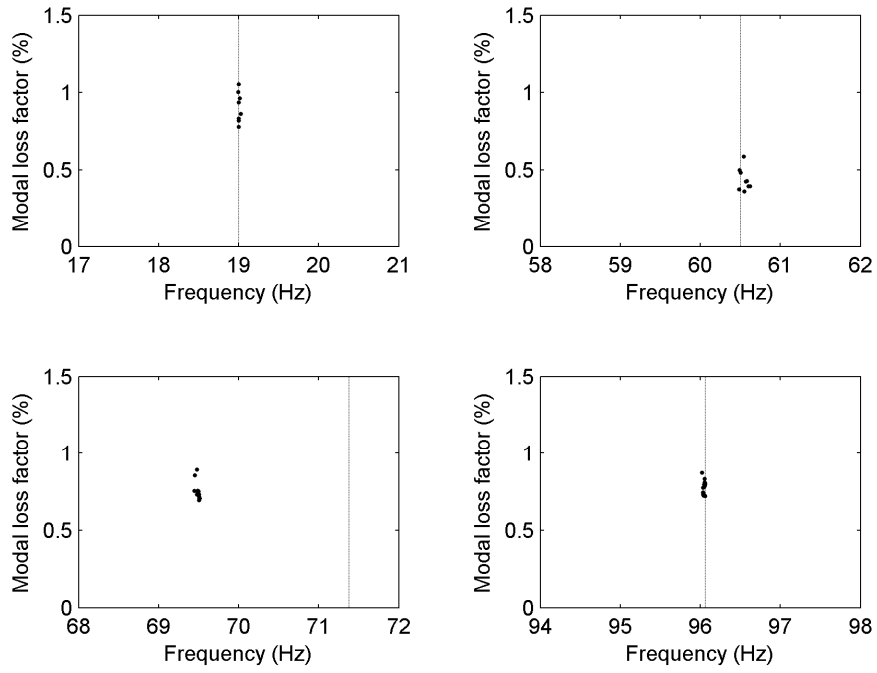 1.5
1
0.5
0
Modal loss factor (%)
17 18 19 20 21
Frequency (Hz)
1.5
1
0.5
0
Modal loss factor (%)
58 59 60 61 62
Frequency (Hz)
1.5
1
0.5
0
Modal loss factor (%)
68 69 70 71 72
Frequency (Hz)
1.5
1
0.5
0
Modal loss factor (%)
94 95 96 97 98
Frequency (Hz)